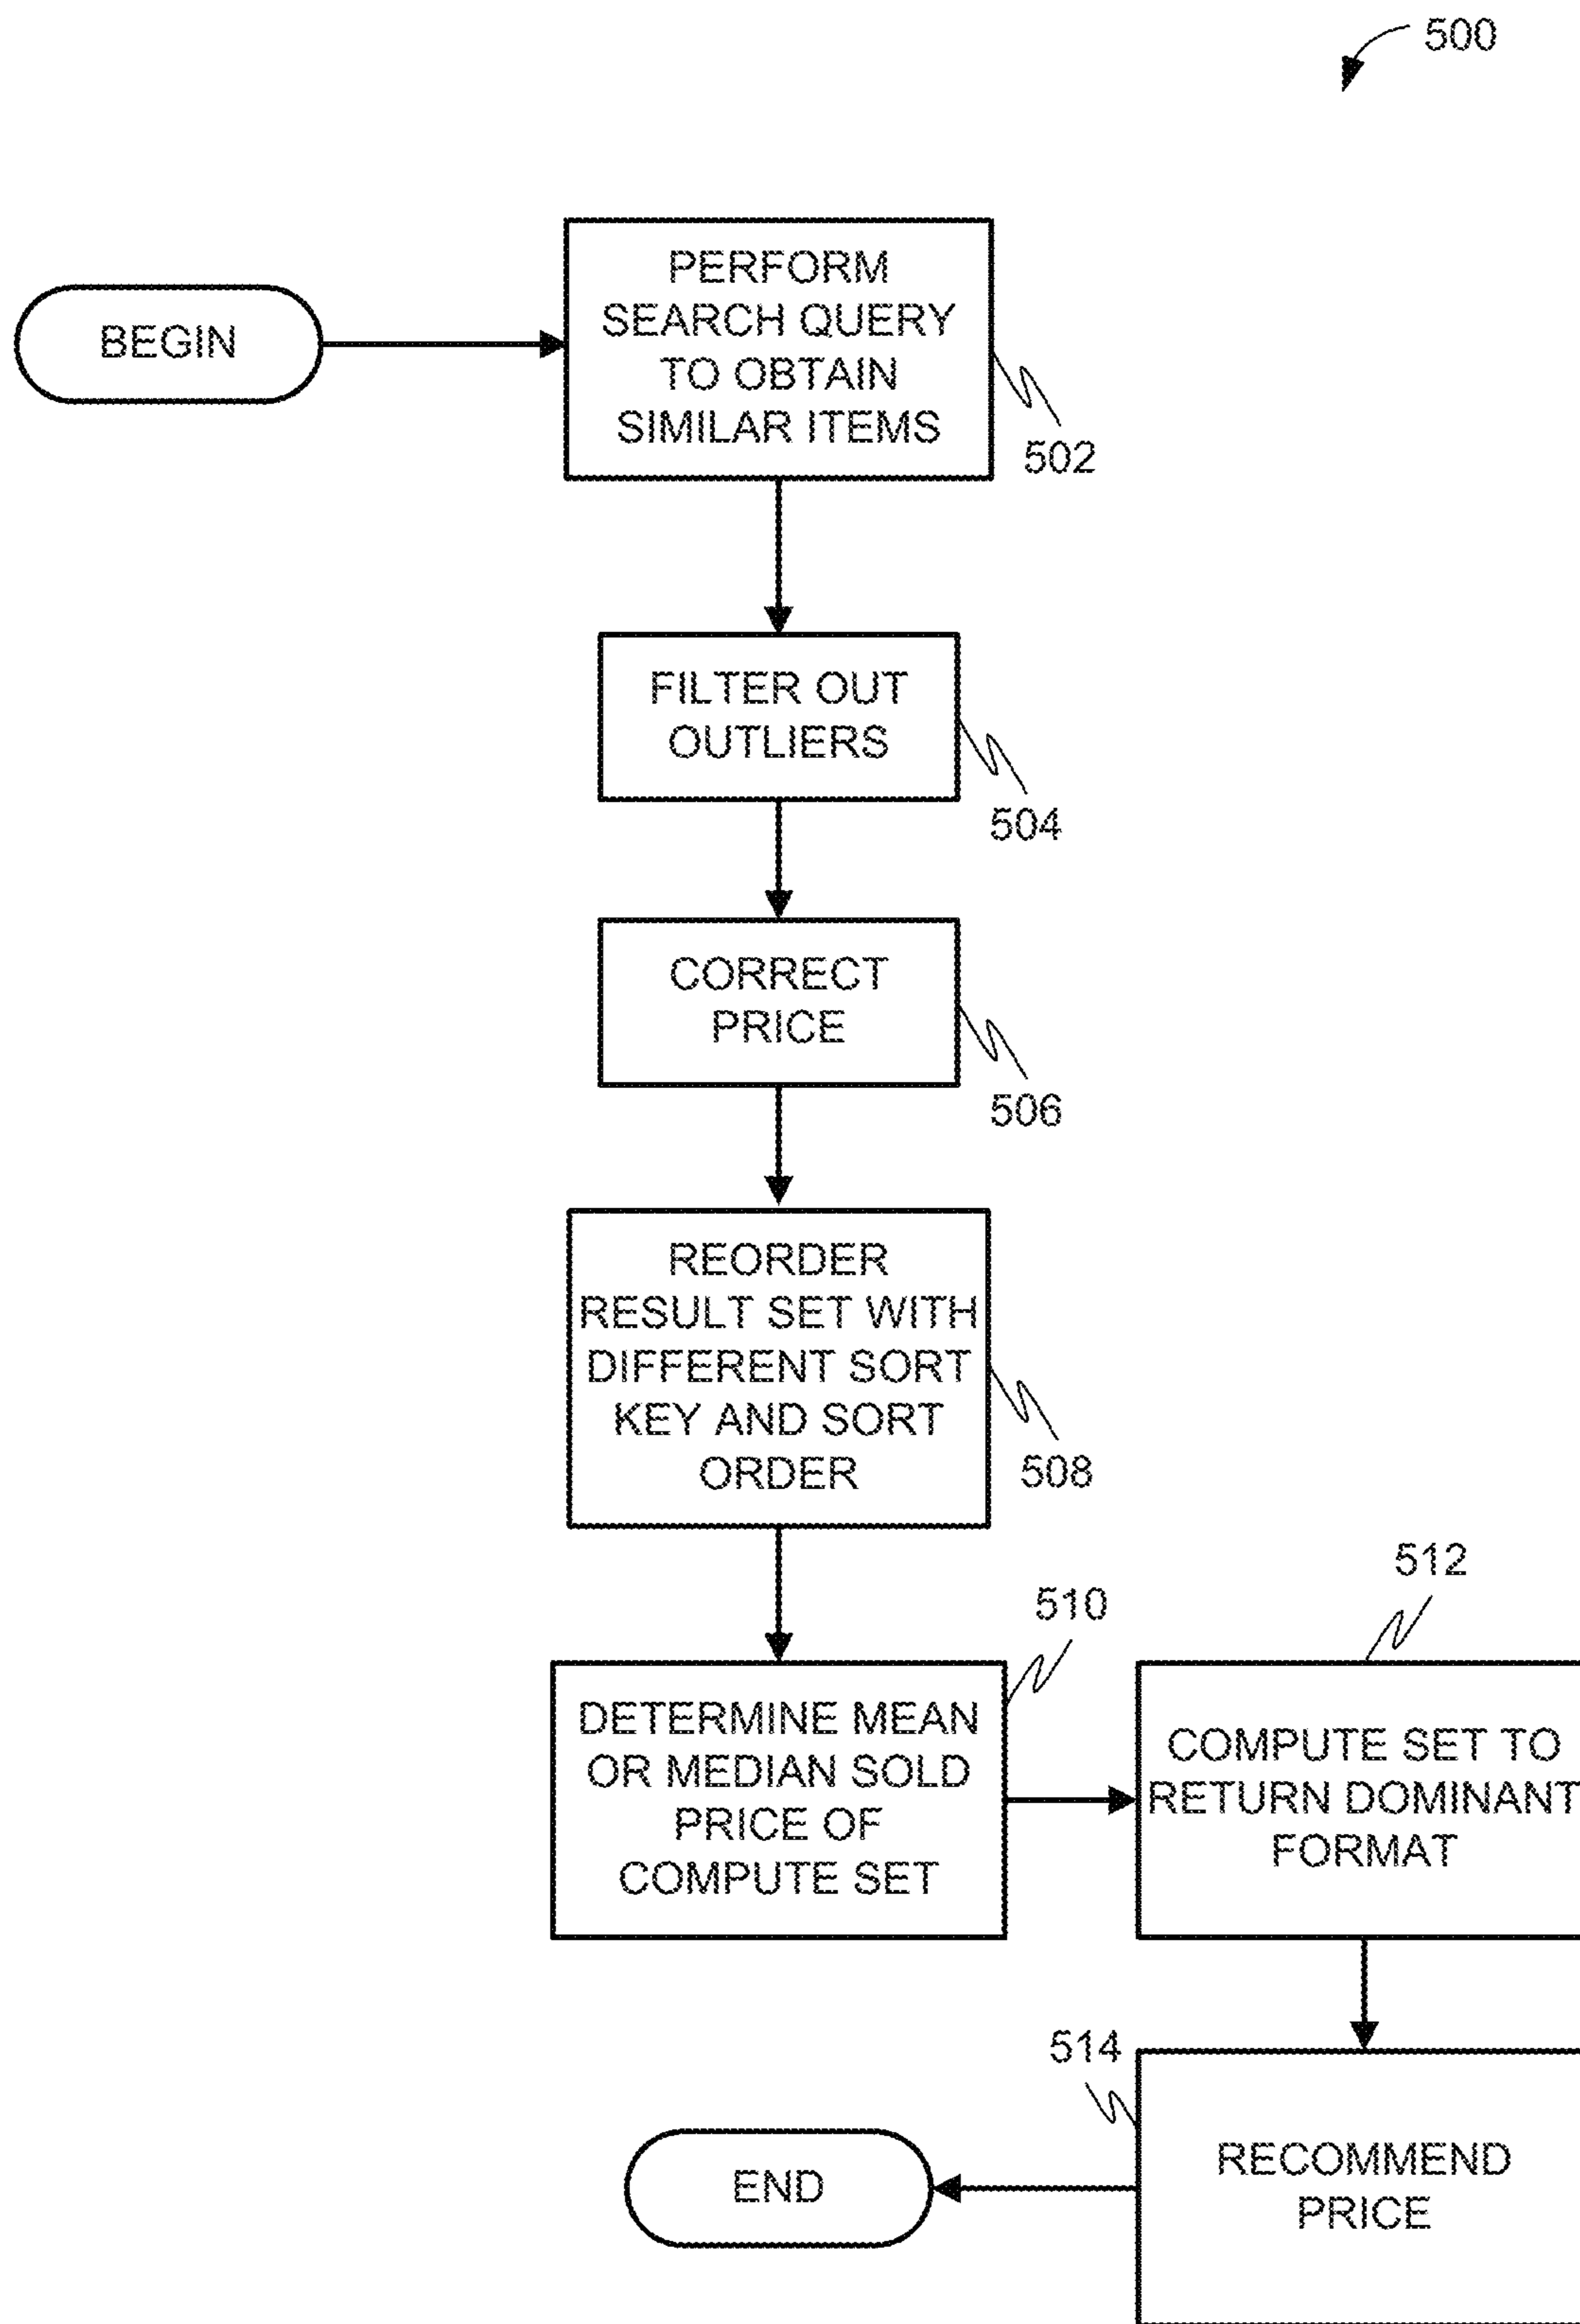 500
BEGIN
PERFORM
SEARCH QUERY
TO OBTAIN
SIMILAR ITEMS
502
FILTER OUT
OUTLIERS
504
CORRECT
PRICE
506
REORDER
RESULT SET WITH
DIFFERENT SORT
KEY AND SORT
ORDER
508
510
DETERMINE MEAN
OR MEDIAN SOLD
PRICE OF
COMPUTE SET
512
COMPUTE SET TO
RETURN DOMINANT
FORMAT
514
RECOMMEND
PRICE
END